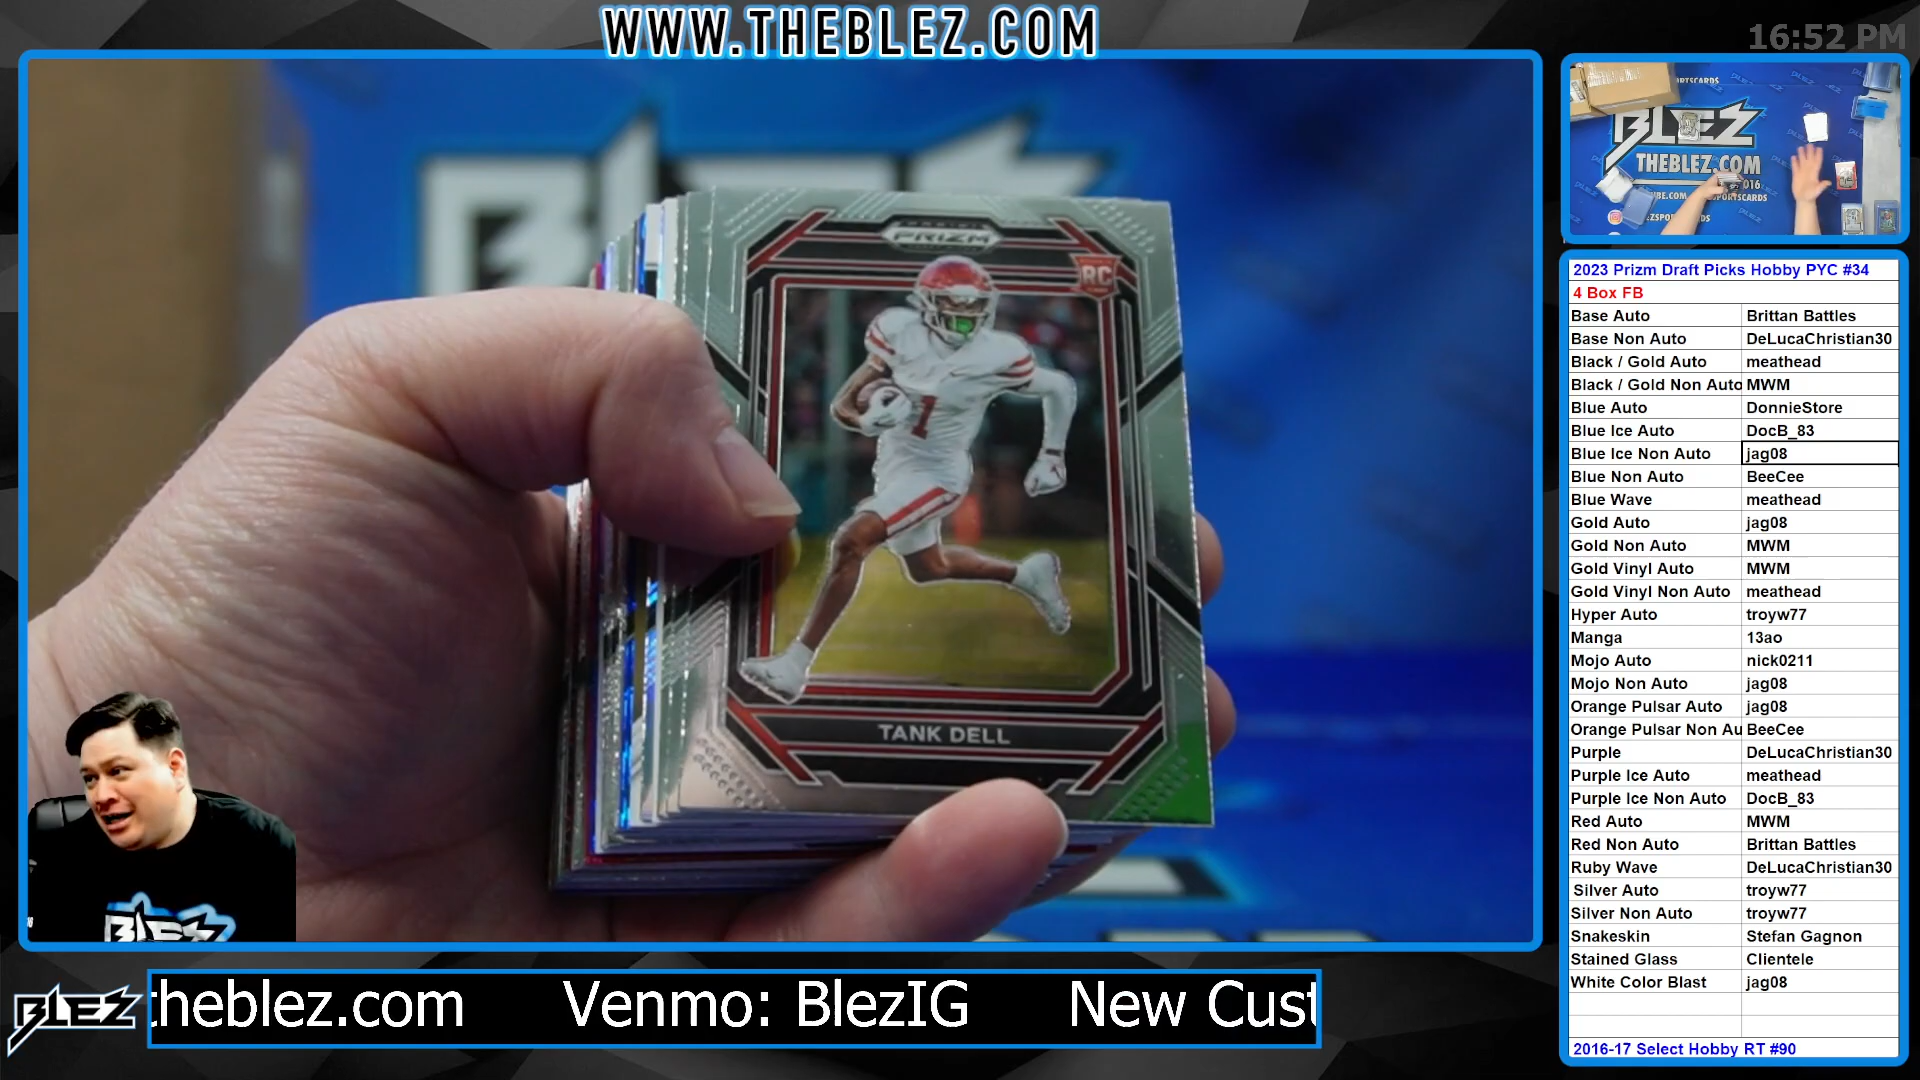 WWW.THEBLEZ.COM
16:52 PM
PRIZM
RC
1
TANK DELL
BLEZ
THEBLEZ.COM
2023 Prizm Draft Picks Hobby PYC #34
4 Box FB
Base Auto Brittan Battles
Base Non Auto DeLucaChristian30
Black / Gold Auto meathead
Black / Gold Non Auto MWM
Blue Auto DonnieStore
Blue Ice Auto DocB_83
Blue Ice Non Auto jag08
Blue Non Auto BeeCee
Blue Wave meathead
Gold Auto jag08
Gold Non Auto MWM
Gold Vinyl Auto MWM
Gold Vinyl Non Auto meathead
Hyper Auto troyw77
Manga 13ao
Mojo Auto nick0211
Mojo Non Auto jag08
Orange Pulsar Auto jag08
Orange Pulsar Non Au BeeCee
Purple DeLucaChristian30
Purple Ice Auto meathead
Purple Ice Non Auto DocB_83
Red Auto MWM
Red Non Auto Brittan Battles
Ruby Wave DeLucaChristian30
Silver Auto troyw77
Silver Non Auto troyw77
Snakeskin Stefan Gagnon
Stained Glass Clientele
White Color Blast jag08
2016-17 Select Hobby RT #90
BLEZ
BLEZ
theblez.com Venmo: BlezIG New Cust